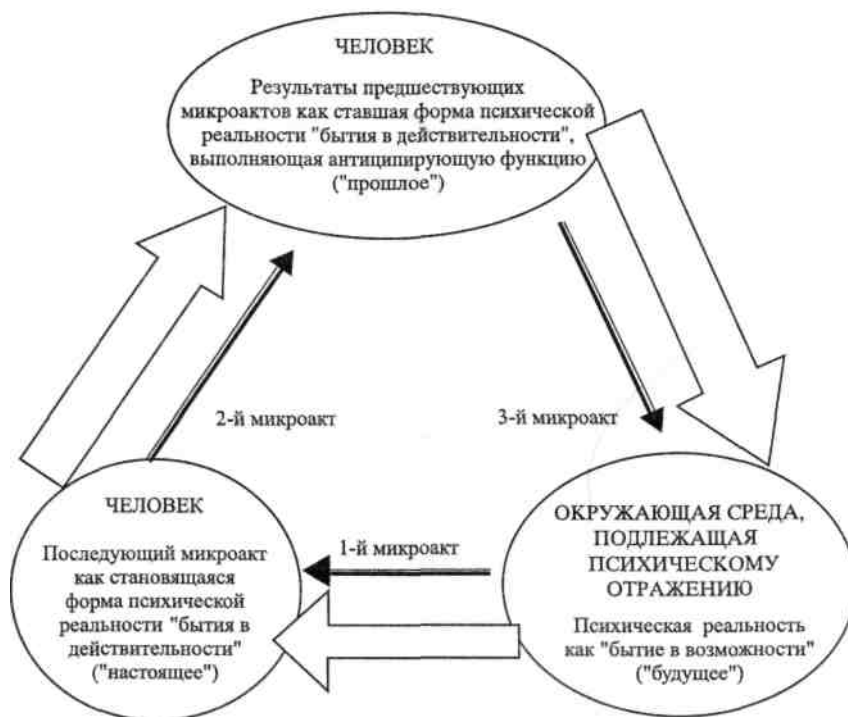 ЧЕЛОВЕК
Результаты предшествующих
микроактов как ставшая форма психической
реальности "бытия в действительности",
выполняющая антиципирующую функцию
("прошлое")
2-й микроакт
3-й микроакт
ЧЕЛОВЕК
Последующий микроакт
как становящаяся
форма психической
реальности "бытия в
действительности"
("настоящее")
1-й микроакт
ОКРУЖАЮЩАЯ СРЕДА,
ПОДЛЕЖАЩАЯ
ПСИХИЧЕСКОМУ
ОТРАЖЕНИЮ
Психическая реальность
как "бытие в возможности"
("будущее")